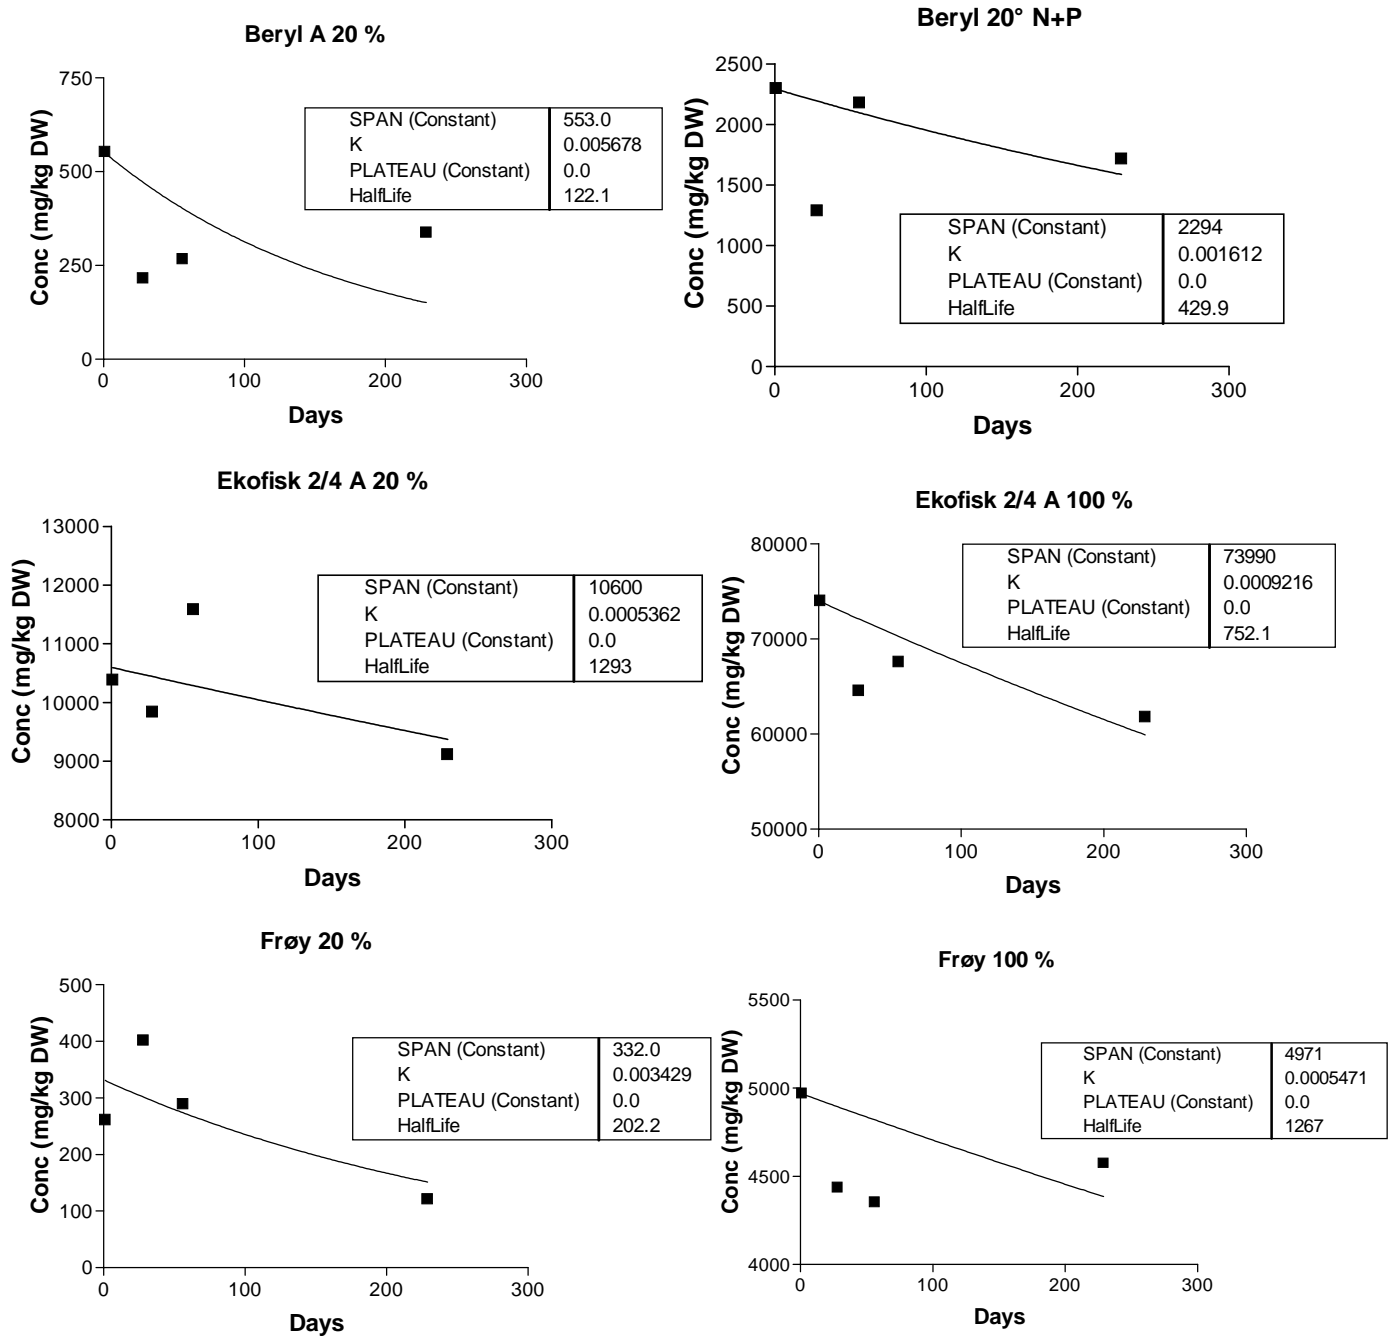 Beryl A 20 %
750
500
250
0
0 100 200 300
Conc (mg/kg DW)
Days
SPAN (Constant) 553.0
K 0.005678
PLATEAU (Constant) 0.0
HalfLife 122.1
Beryl 20° N+P
2500
2000
1500
1000
500
0
0 100 200 300
Conc (mg/kg DW)
Days
SPAN (Constant) 2294
K 0.001612
PLATEAU (Constant) 0.0
HalfLife 429.9
Ekofisk 2/4 A 20 %
13000
12000
11000
10000
9000
8000
0 100 200 300
Conc (mg/kg DW)
Days
SPAN (Constant) 10600
K 0.0005362
PLATEAU (Constant) 0.0
HalfLife 1293
Ekofisk 2/4 A 100 %
80000
70000
60000
50000
0 100 200 300
Conc (mg/kg DW)
Days
SPAN (Constant) 73990
K 0.0009216
PLATEAU (Constant) 0.0
HalfLife 752.1
Frøy 20 %
500
400
300
200
100
0
0 100 200 300
Conc (mg/kg DW)
Days
SPAN (Constant) 332.0
K 0.003429
PLATEAU (Constant) 0.0
HalfLife 202.2
Frøy 100 %
5500
5000
4500
4000
0 100 200 300
Conc (mg/kg DW)
Days
SPAN (Constant) 4971
K 0.0005471
PLATEAU (Constant) 0.0
HalfLife 1267